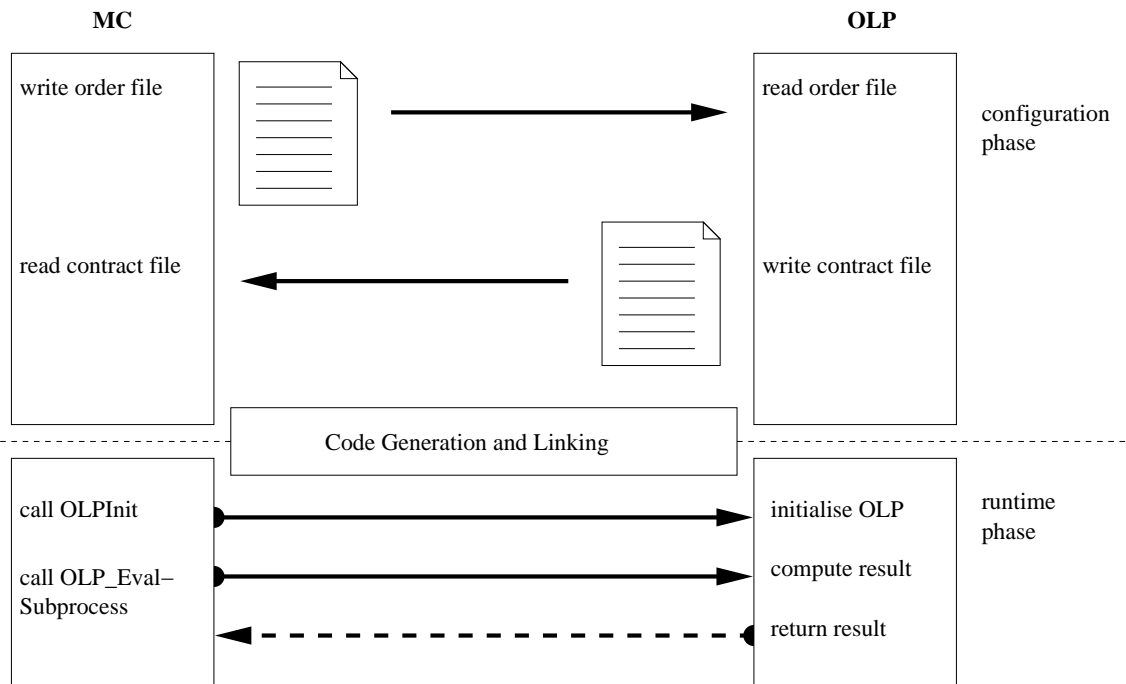 MC
OLP
write order file
read order file
configuration
phase
read contract file
write contract file
Code Generation and Linking
call OLPInit
initialise OLP
runtime
phase
call OLP_Eval−
Subprocess
compute result
return result